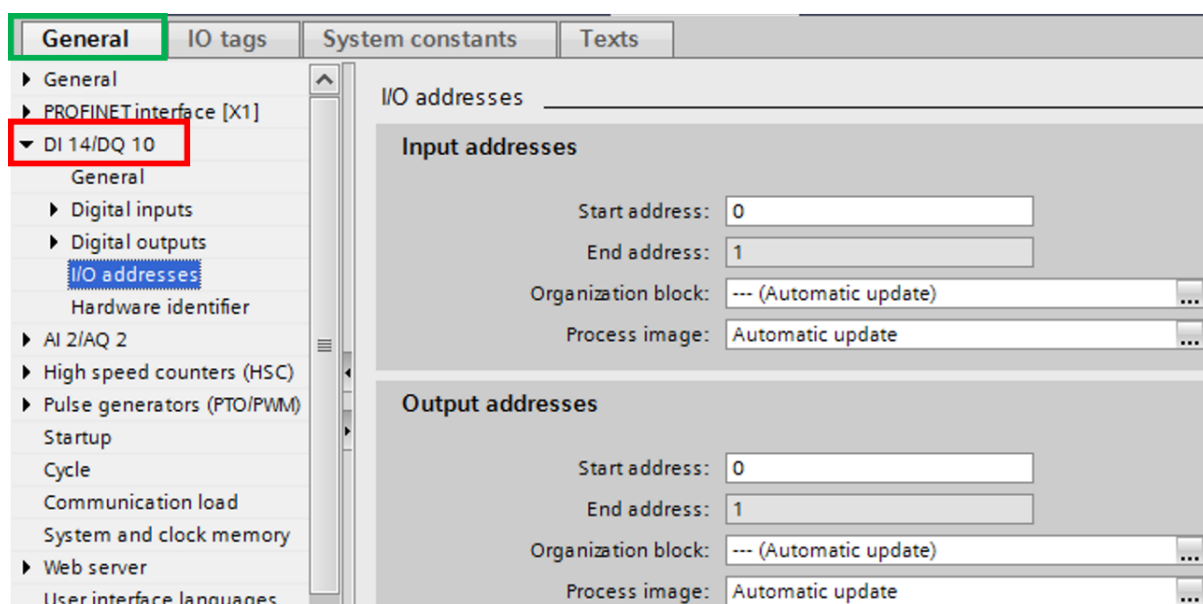 General IO tags System constants Texts
General
PROFINET interface [X1]
DI 14/DQ 10
General
Digital inputs
Digital outputs
I/O addresses
Hardware identifier
AI 2/AQ 2
High speed counters (HSC)
Pulse generators (PTO/PWM)
Startup
Cycle
Communication load
System and clock memory
Web server
User interface languages
I/O addresses
Input addresses
Start address: 0
End address: 1
Organization block: --- (Automatic update) ...
Process image: Automatic update ...
Output addresses
Start address: 0
End address: 1
Organization block: --- (Automatic update) ...
Process image: Automatic update ...